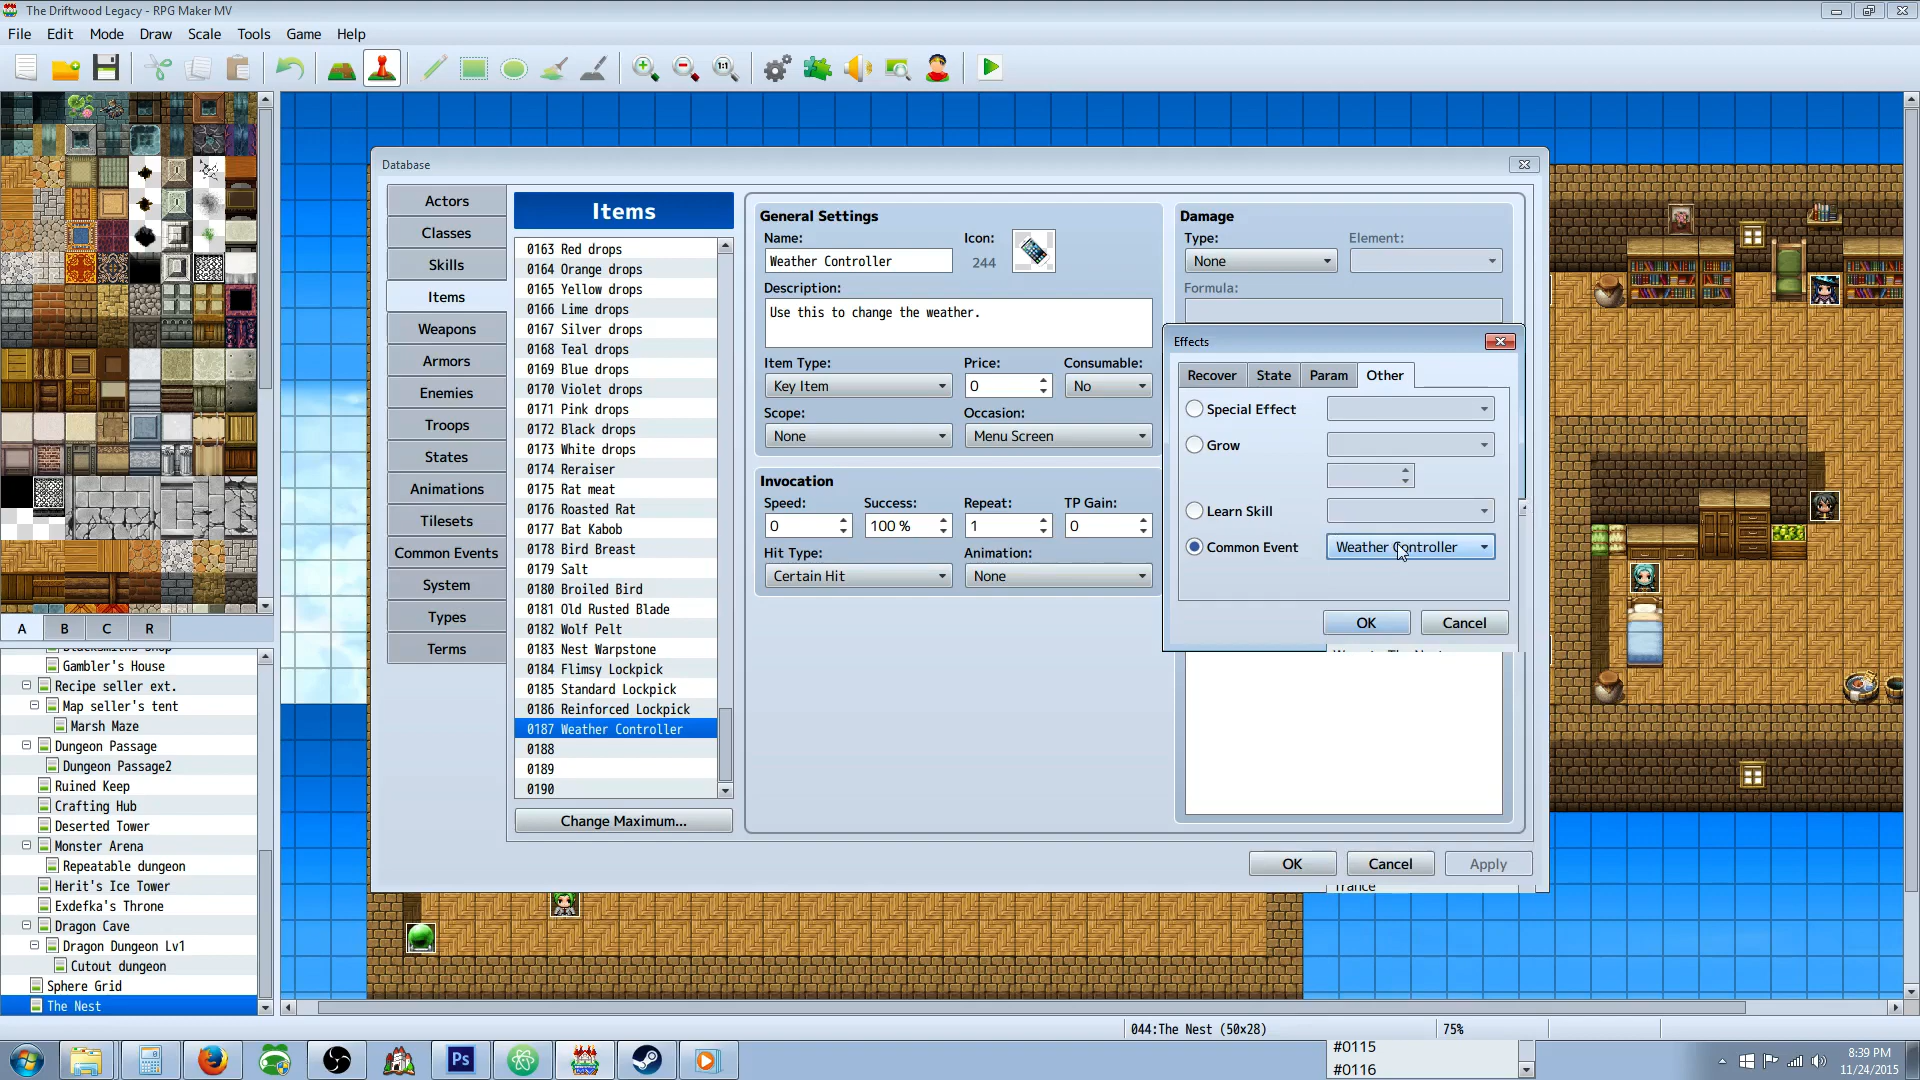 The Driftwood Legacy - RPG Maker MV
File Edit Mode Draw Scale Tools Game Help
1:1
Database
Actors
Classes
Skills
Items
Weapons
Armors
Enemies
Troops
States
Animations
Tilesets
Common Events
System
Types
Terms
Items
0163 Red drops
0164 Orange drops
0165 Yellow drops
0166 Lime drops
0167 Silver drops
0168 Teal drops
0169 Blue drops
0170 Violet drops
0171 Pink drops
0172 Black drops
0173 White drops
0174 Reraiser
0175 Rat meat
0176 Roasted Rat
0177 Bat Kabob
0178 Bird Breast
0179 Salt
0180 Broiled Bird
0181 Old Rusted Blade
0182 Wolf Pelt
0183 Nest Warpstone
0184 Flimsy Lockpick
0185 Standard Lockpick
0186 Reinforced Lockpick
0187 Weather Controller
0188
0189
0190
Change Maximum...
General Settings
Name: Icon:
Weather Controller 244
Description:
Use this to change the weather.
Item Type: Price: Consumable:
Key Item 0 No
Scope: Occasion:
None Menu Screen
Invocation
Speed: Success: Repeat: TP Gain:
0 100 % 1 0
Hit Type: Animation:
Certain Hit None
Damage
Type: Element:
None
Formula:
Effects
Recover State Param Other
Special Effect
Grow
Learn Skill
Common Event Weather Controller
OK Cancel
OK Cancel Apply
Trance
A B C R
Gambler's House
Recipe seller ext.
Map seller's tent
Marsh Maze
Dungeon Passage
Dungeon Passage2
Ruined Keep
Crafting Hub
Deserted Tower
Monster Arena
Repeatable dungeon
Herit's Ice Tower
Exdefka's Throne
Dragon Cave
Dragon Dungeon Lv1
Cutout dungeon
Sphere Grid
The Nest
044:The Nest (50x28) 75%
#0115
#0116
Ps
8:39 PM
11/24/2015